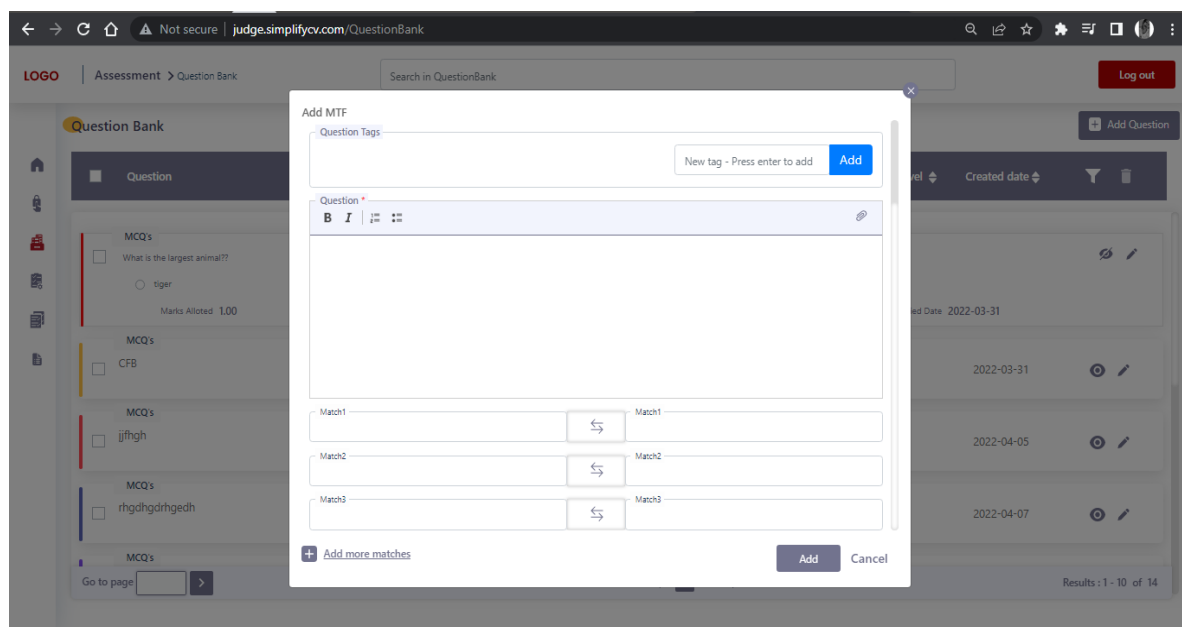 Not secure | judge.simplifycv.com/QuestionBank
LOGO | Assessment > Question Bank
Search in QuestionBank
Log out
Question Bank
Add Question
Question
vel
Created date
MCQ's
What is the largest animal??
tiger
Marks Alloted 1.00
ed Date 2022-03-31
MCQ's
CFB
2022-03-31
MCQ's
jjfhgh
2022-04-05
MCQ's
rhgdhgdrhgedh
2022-04-07
MCQ's
Go to page
Results : 1 - 10 of 14
Add MTF
Question Tags
New tag - Press enter to add
Add
Question *
B I
Match1
Match1
Match2
Match2
Match3
Match3
Add more matches
Add
Cancel